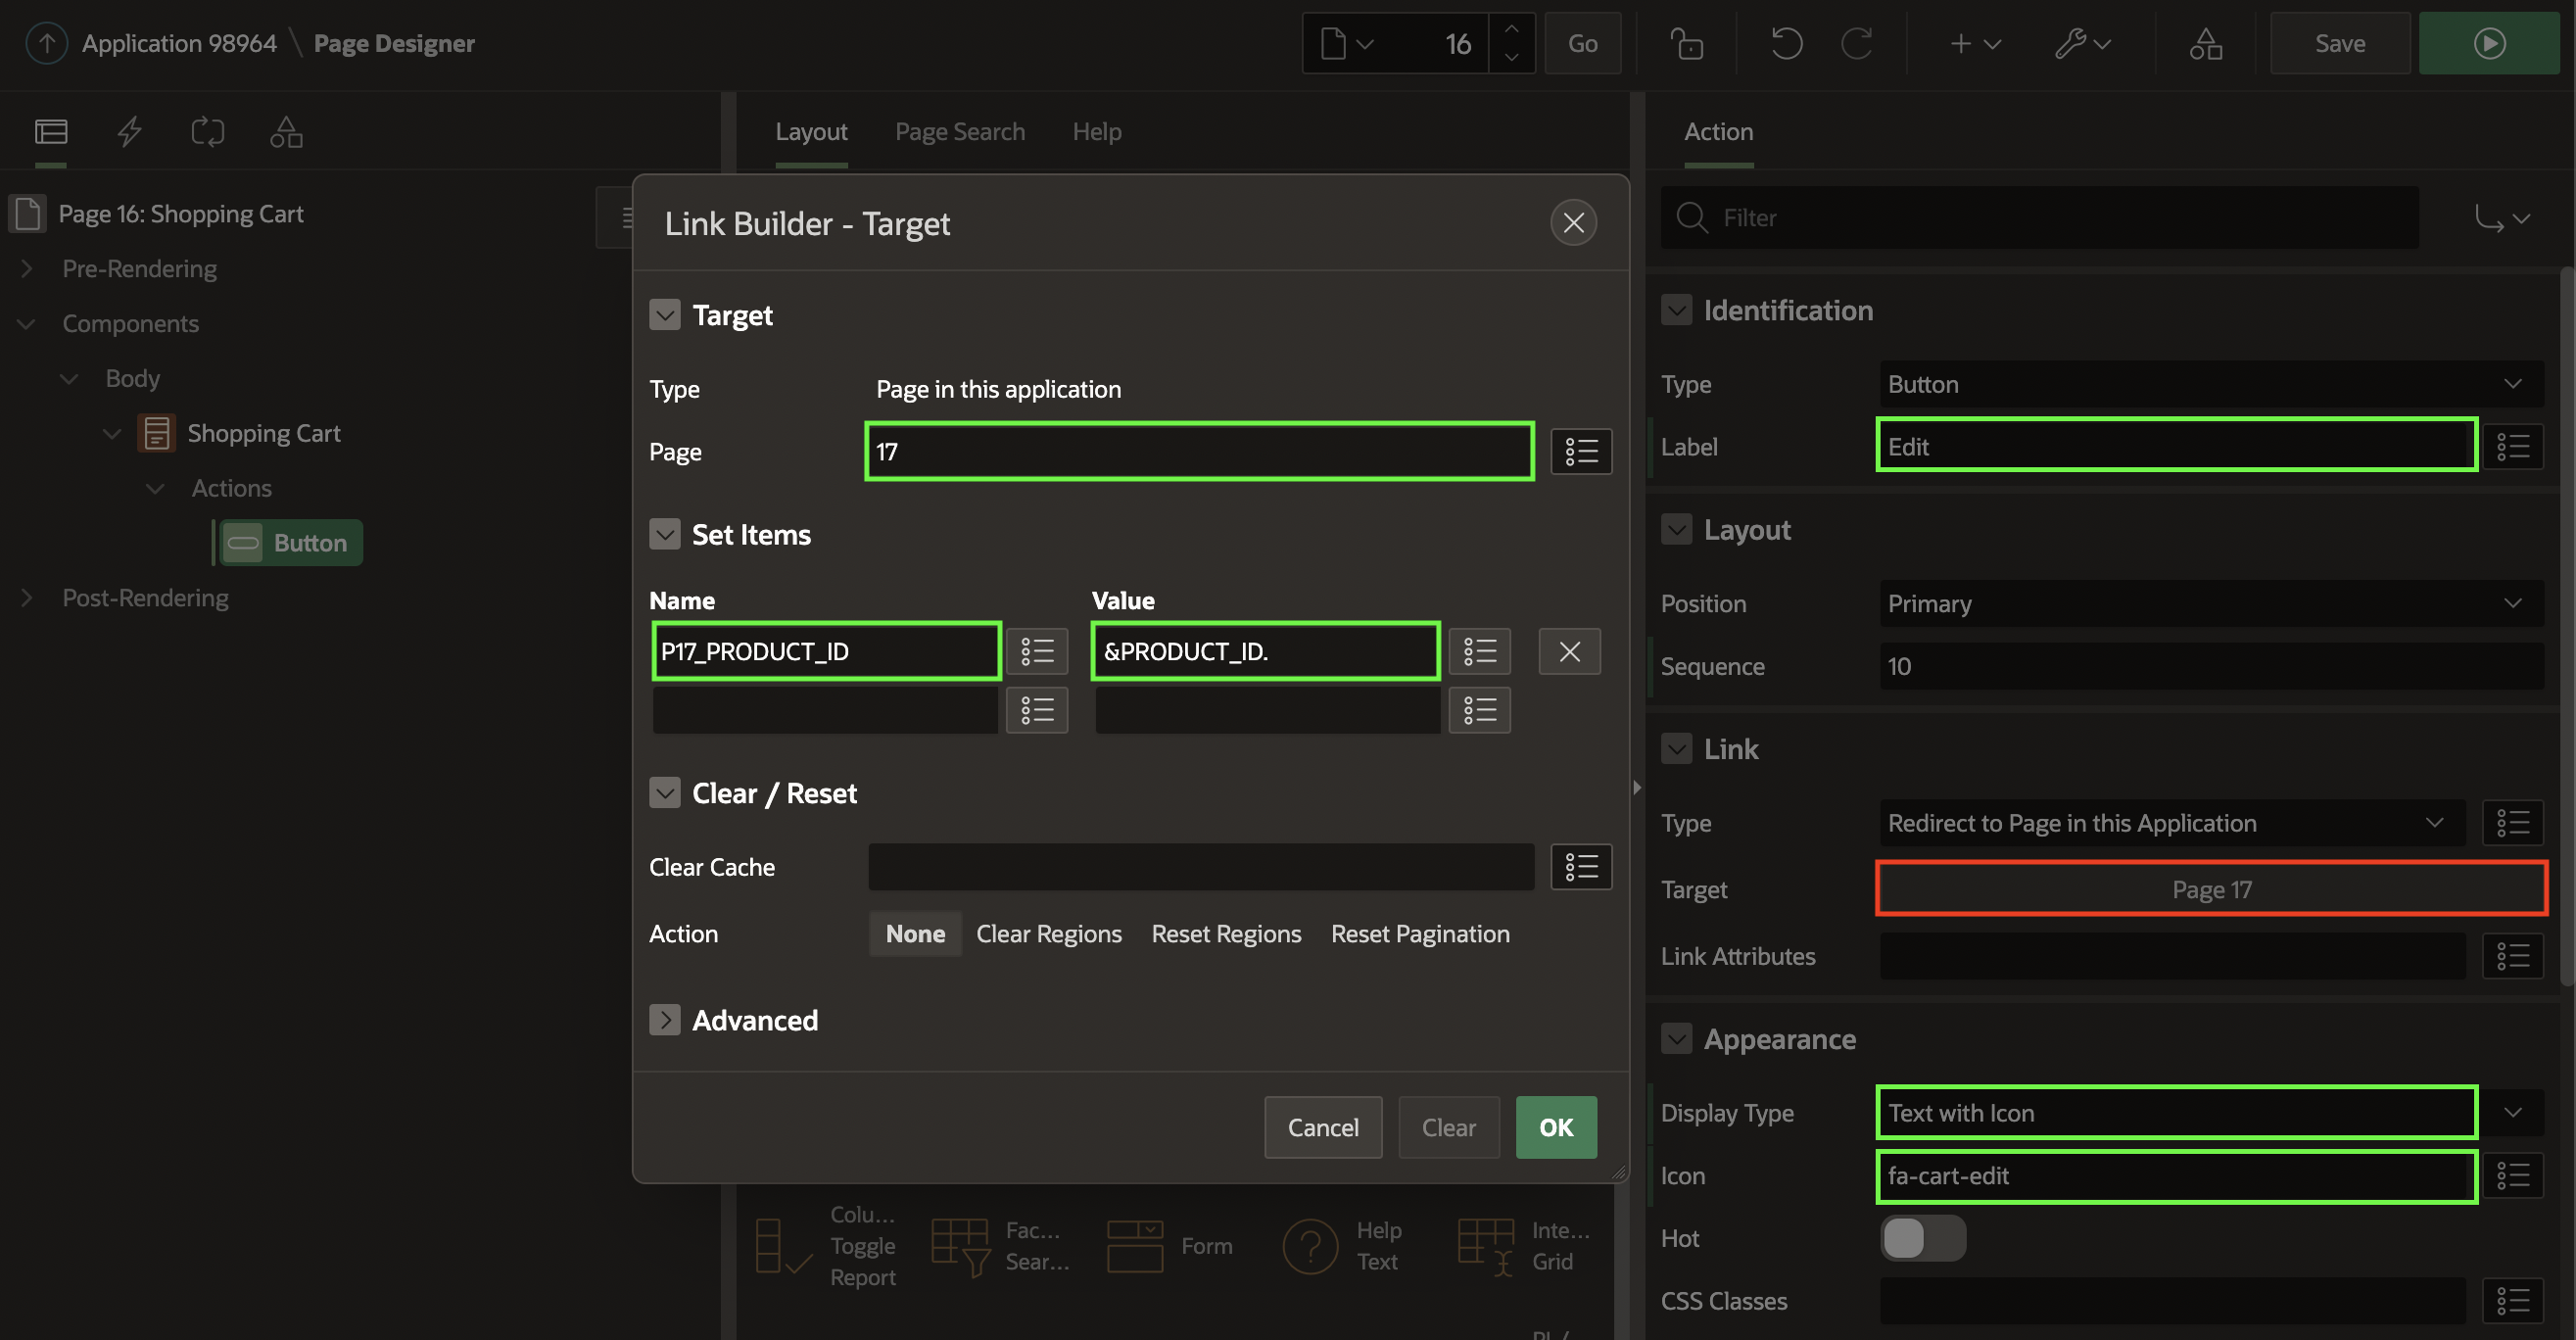 Application 98964 \ Page Designer
16
Go
Save
Layout
Page Search
Help
Action
Page 16: Shopping Cart
Pre-Rendering
Components
Body
Shopping Cart
Actions
Button
Post-Rendering
Link Builder - Target
Target
Type
Page in this application
Page
17
Set Items
Name
Value
P17_PRODUCT_ID
&PRODUCT_ID.
Clear / Reset
Clear Cache
Action
None
Clear Regions
Reset Regions
Reset Pagination
Advanced
Cancel
Clear
OK
Colu...
Toggle
Report
Fac...
Sear...
Form
Help
Text
Inte...
Grid
Filter
Identification
Type
Button
Label
Edit
Layout
Position
Primary
Sequence
10
Link
Type
Redirect to Page in this Application
Target
Page 17
Link Attributes
Appearance
Display Type
Text with Icon
Icon
fa-cart-edit
Hot
CSS Classes